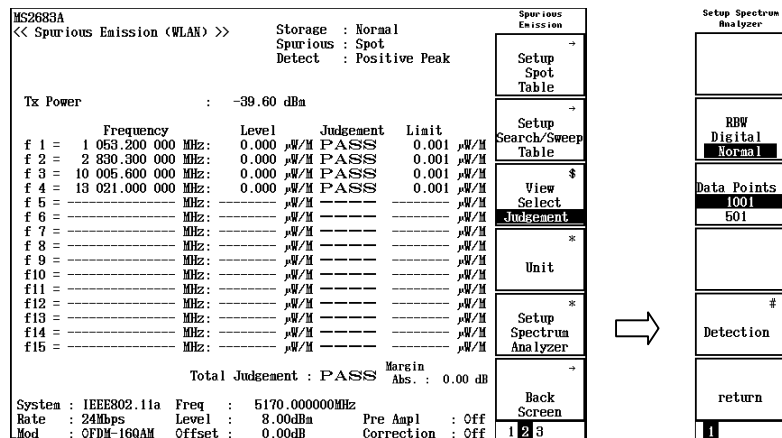 MS2683A
<< Spurious Emission (WLAN) >>
Storage : Normal
Spurious : Spot
Detect : Positive Peak
Tx Power : -39.60 dBm
Frequency Level Judgement Limit
f 1 = 1 053.200 000 MHz: 0.000 μW/M PASS 0.001 μW/M
f 2 = 2 830.300 000 MHz: 0.000 μW/M PASS 0.001 μW/M
f 3 = 10 005.600 000 MHz: 0.000 μW/M PASS 0.001 μW/M
f 4 = 13 021.000 000 MHz: 0.000 μW/M PASS 0.001 μW/M
f 5 = --------------- MHz: ------- μW/M ----- ------- μW/M
f 6 = --------------- MHz: ------- μW/M ----- ------- μW/M
f 7 = --------------- MHz: ------- μW/M ----- ------- μW/M
f 8 = --------------- MHz: ------- μW/M ----- ------- μW/M
f 9 = --------------- MHz: ------- μW/M ----- ------- μW/M
f10 = --------------- MHz: ------- μW/M ----- ------- μW/M
f11 = --------------- MHz: ------- μW/M ----- ------- μW/M
f12 = --------------- MHz: ------- μW/M ----- ------- μW/M
f13 = --------------- MHz: ------- μW/M ----- ------- μW/M
f14 = --------------- MHz: ------- μW/M ----- ------- μW/M
f15 = --------------- MHz: ------- μW/M ----- ------- μW/M
Total Judgement : PASS
Margin
Abs. : 0.00 dB
System : IEEE802.11a Freq : 5170.000000MHz
Rate : 24Mbps Level : 8.00dBm Pre Ampl : Off
Mod : OFDM-16QAM Offset : 0.00dB Correction : Off
Spurious
Emission
→
Setup
Spot
Table
→
Setup
Search/Sweep
Table
$
View
Select
Judgement
*
Unit
*
Setup
Spectrum
Analyzer
→
Back
Screen
1 2 3
Setup Spectrum
Analyzer
RBW
Digital
Normal
Data Points
1001
501
#
Detection
return
1